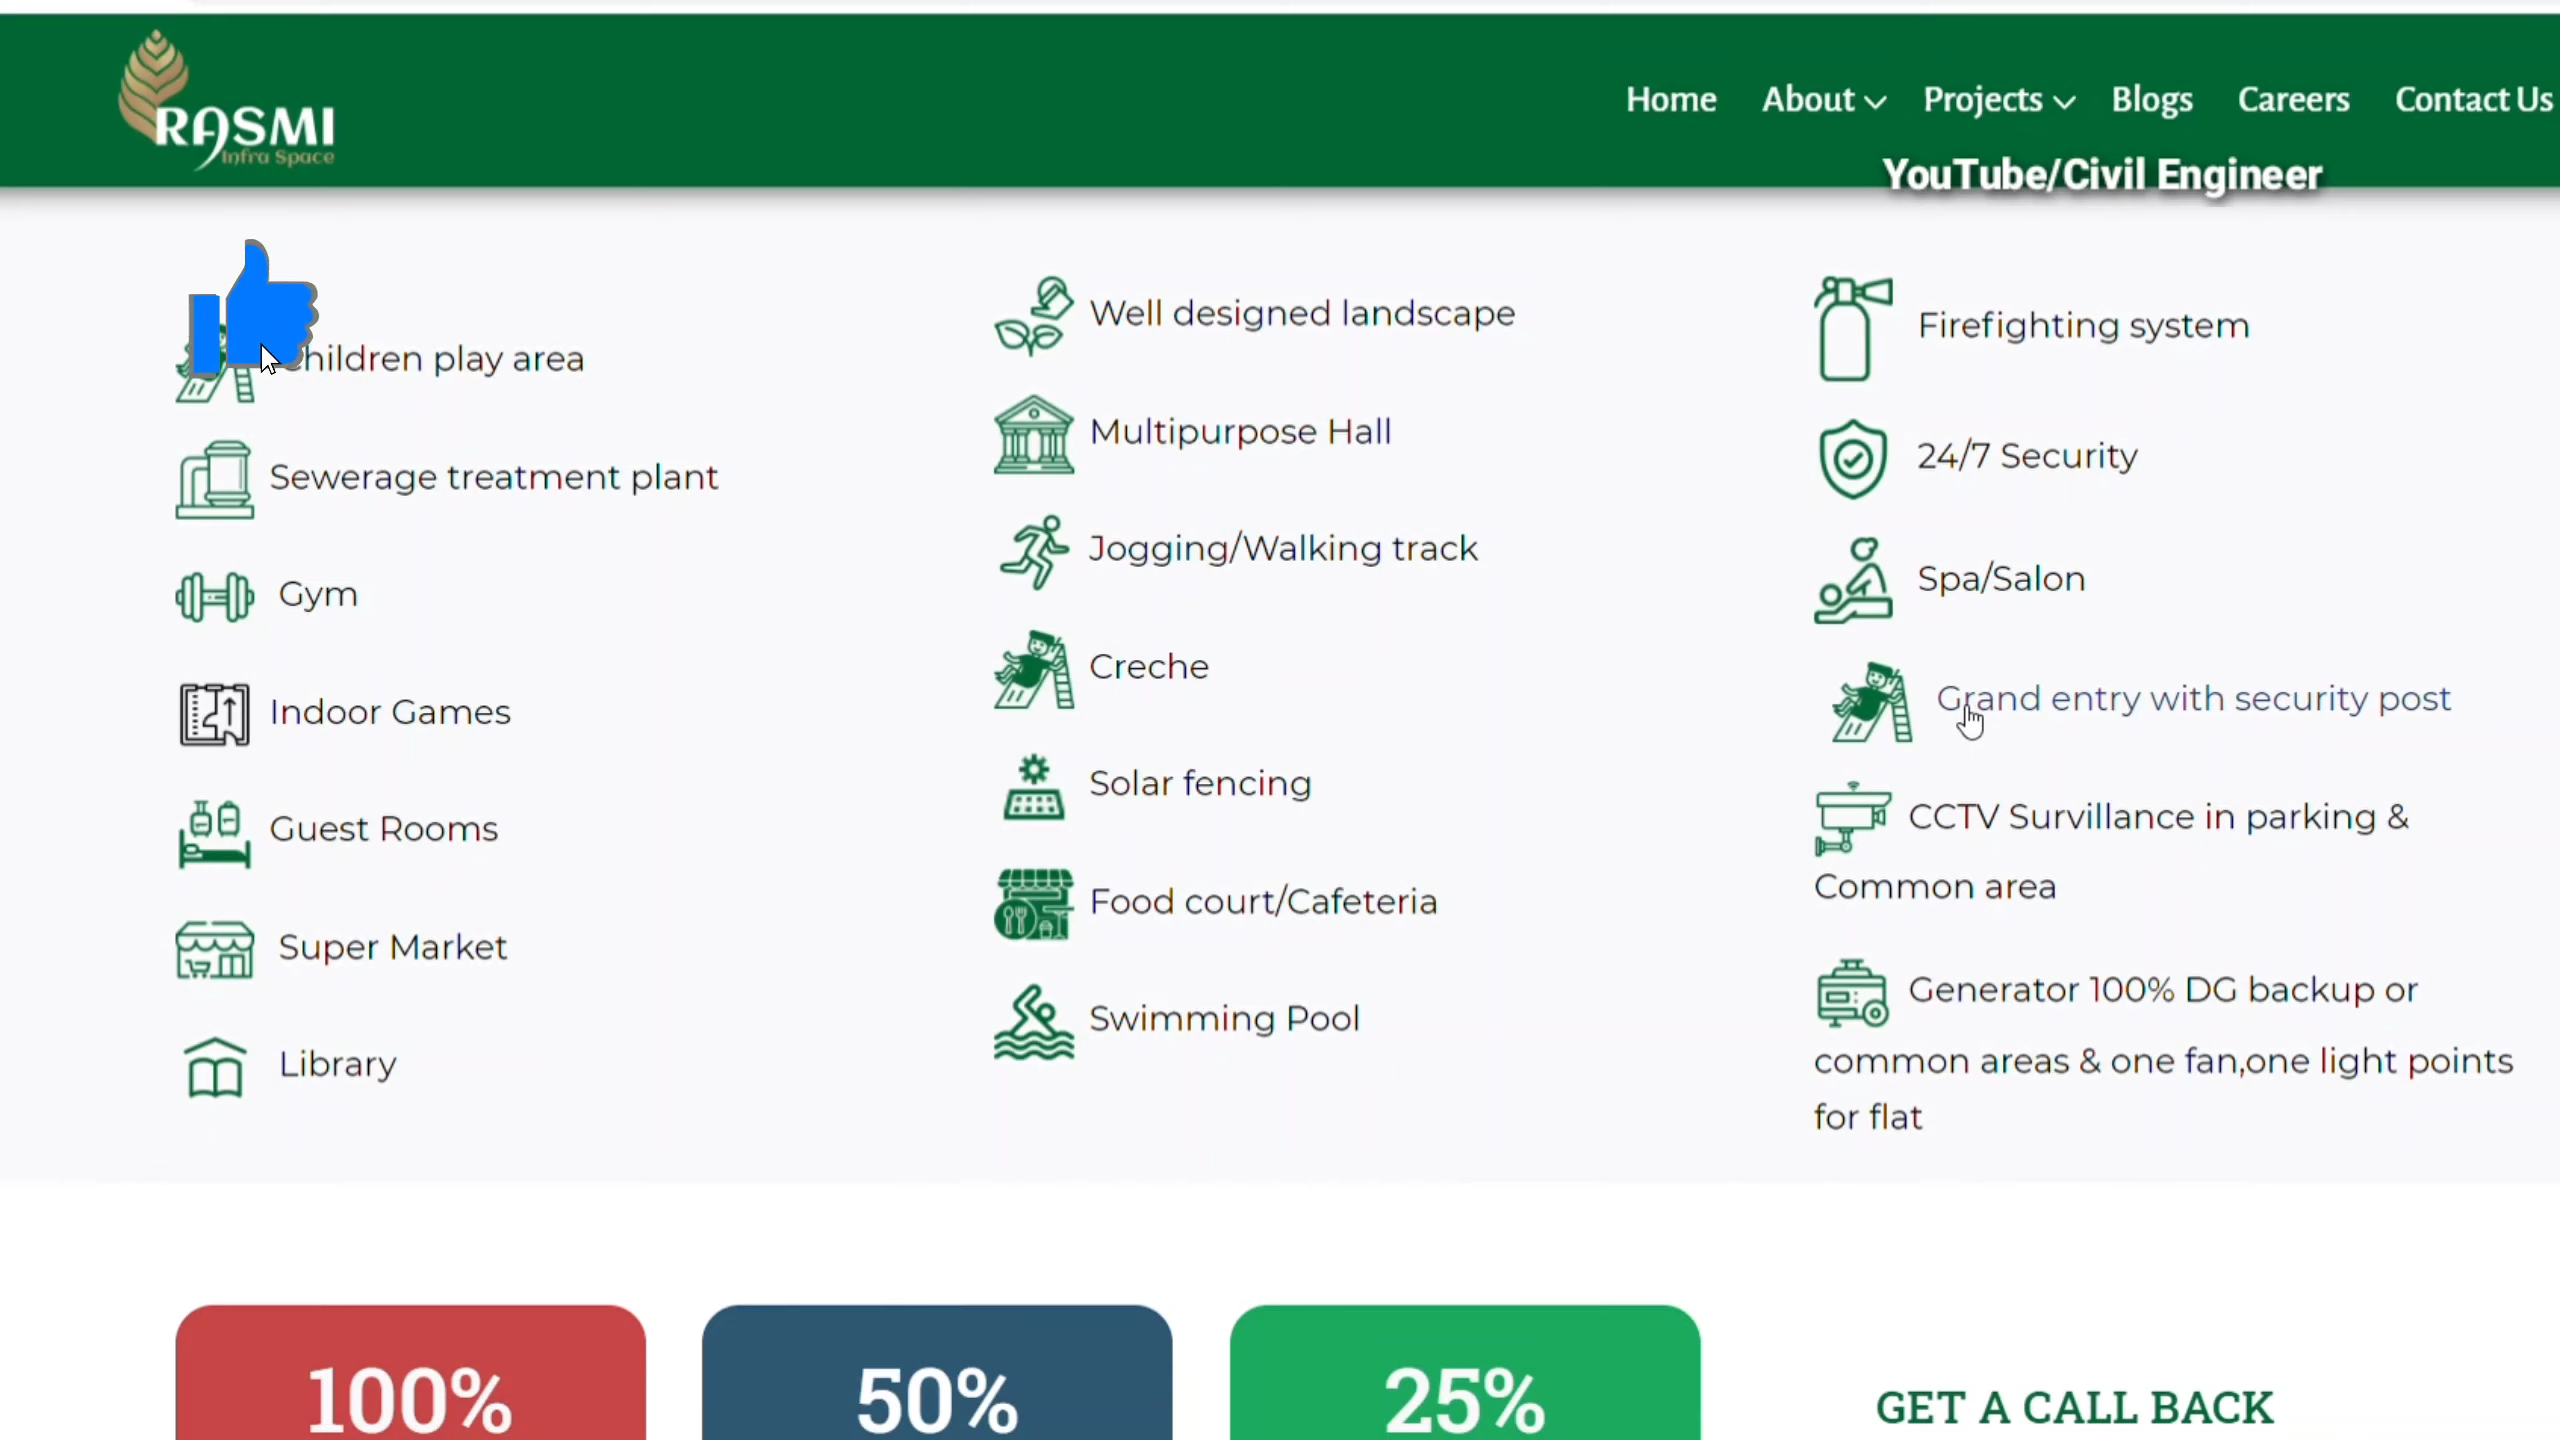 RASMI
Infra Space
Home
About
Projects
Blogs
Careers
Contact Us
YouTube/Civil Engineer
hildren play area
Sewerage treatment plant
Gym
Indoor Games
Guest Rooms
Super Market
Library
Well designed landscape
Multipurpose Hall
Jogging/Walking track
Creche
Solar fencing
Food court/Cafeteria
Swimming Pool
Firefighting system
24/7 Security
Spa/Salon
Grand entry with security post
CCTV Survillance in parking &
Common area
Generator 100% DG backup or
common areas & one fan,one light points
for flat
100%
50%
25%
GET A CALL BACK